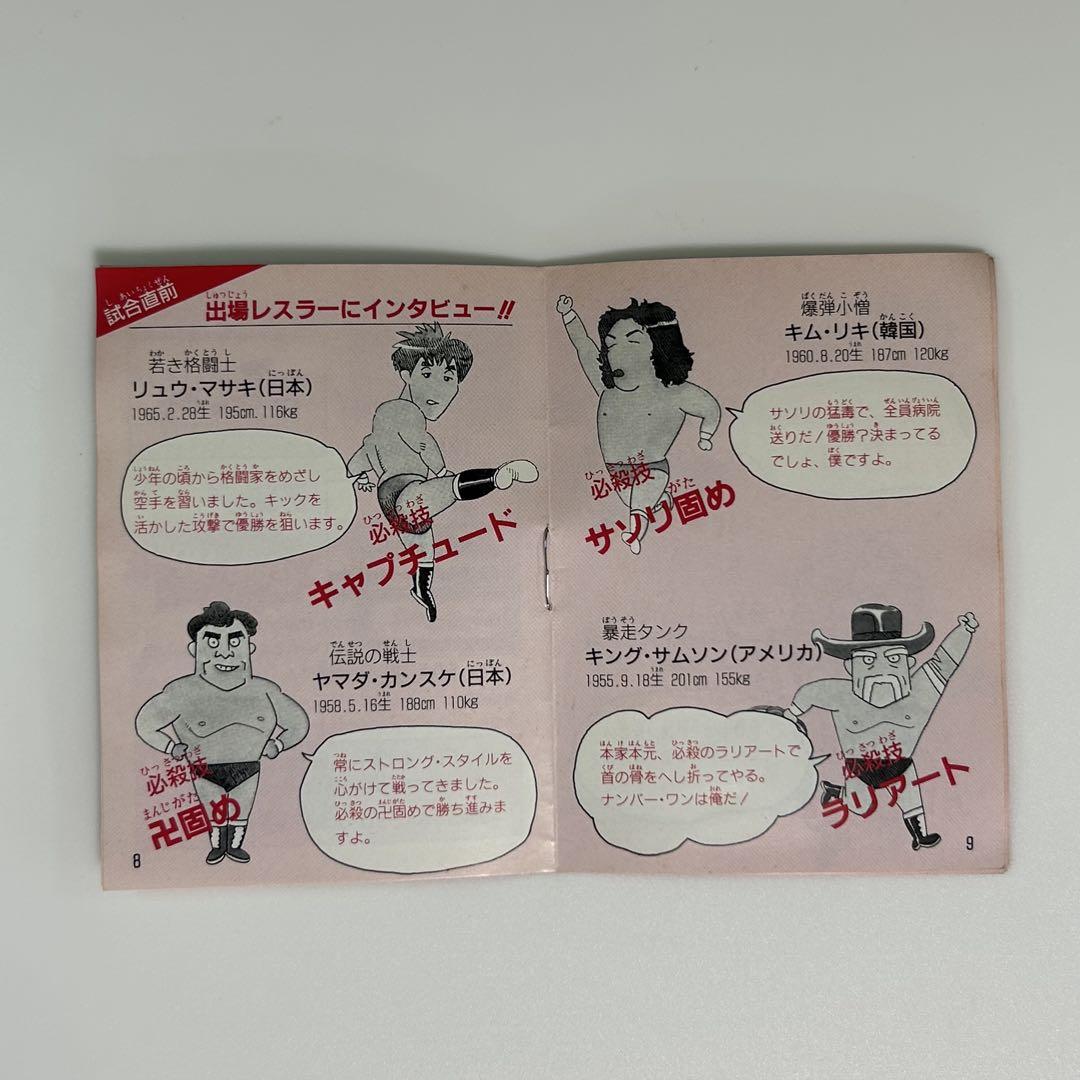 試合直前
出場レスラーにインタビュー!!
若き格闘士
リュウ・マサキ(日本)
1965.2.28生 195cm.116kg
少年の頃から格闘家をめざし
空手を習いました。キックを
活かした攻撃で優勝を狙います。
必殺技
キャプチュード
伝説の戦士
ヤマダ・カンスケ(日本)
1958.5.16生 188cm 110kg
常にストロング・スタイルを
心がけて戦ってきました。
必殺の卍固めで勝ち進みま
すよ。
必殺技
卍固め
8
爆弾小僧
キム・リキ(韓国)
1960.8.20生 187cm 120kg
サソリの猛毒で、全員病院
送りだ!優勝?決まってる
でしょ、僕ですよ。
必殺技
サソリ固め
暴走タンク
キング・サムソン(アメリカ)
1955.9.18生 201cm 155kg
本家本元、必殺のラリアートで
首の骨をへし折ってやる。
ナンバー・ワンは俺だ!
必殺技
ラリアート
9